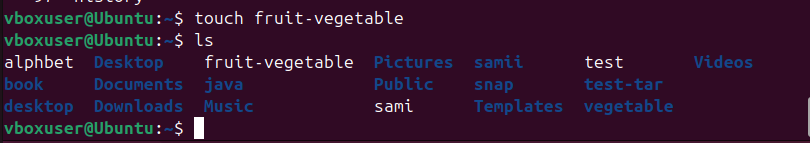 vboxuser@Ubuntu:~$ touch fruit-vegetable
vboxuser@Ubuntu:~$ ls
alphbet  Desktop    fruit-vegetable  Pictures  samii      test      Videos
book     Documents  java             Public    snap       test-tar
desktop  Downloads  Music            sami      Templates  vegetable
vboxuser@Ubuntu:~$